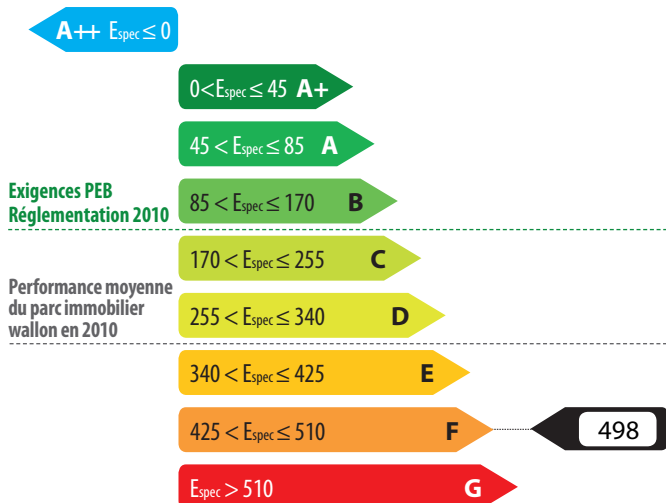 A++ Espec ≤ 0
0 < Espec ≤ 45 A+
45 < Espec ≤ 85 A
Exigences PEB
Réglementation 2010
85 < Espec ≤ 170 B
170 < Espec ≤ 255 C
Performance moyenne
du parc immobilier
wallon en 2010
255 < Espec ≤ 340 D
340 < Espec ≤ 425 E
425 < Espec ≤ 510 F
498
Espec > 510 G